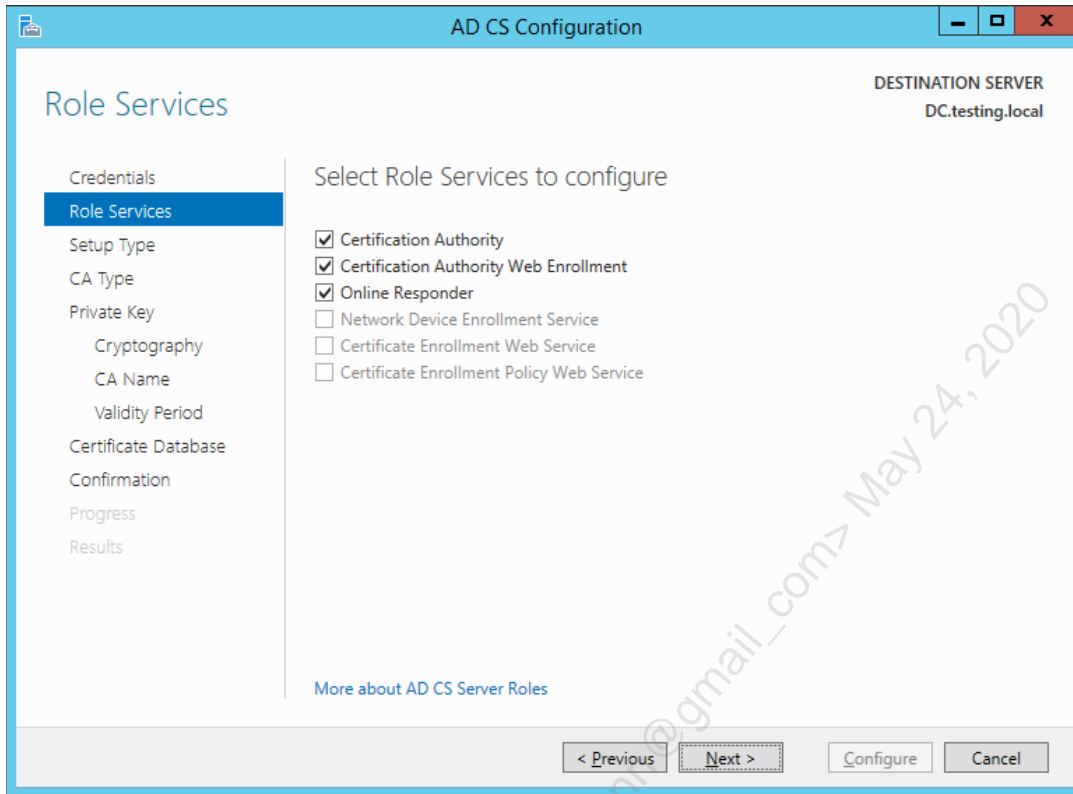 AD CS Configuration
Role Services
DESTINATION SERVER
DC.testing.local
Credentials
Role Services
Setup Type
CA Type
Private Key
Cryptography
CA Name
Validity Period
Certificate Database
Confirmation
Progress
Results
Select Role Services to configure
Certification Authority
Certification Authority Web Enrollment
Online Responder
Network Device Enrollment Service
Certificate Enrollment Web Service
Certificate Enrollment Policy Web Service
More about AD CS Server Roles
< Previous
Next >
Configure
Cancel
@gmail_com> May 24, 2020